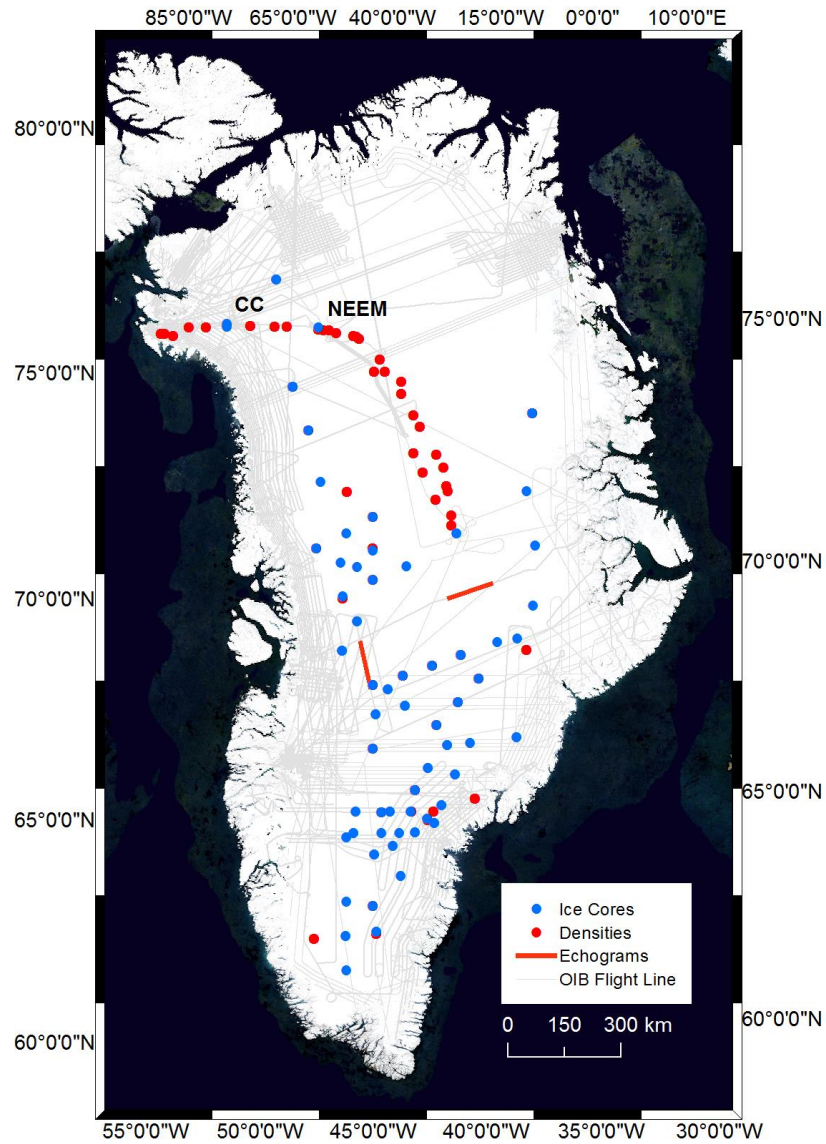 85°0'0"W 65°0'0"W 40°0'0"W 15°0'0"W 0°0'0" 10°0'0"E
80°0'0"N
CC NEEM
75°0'0"N
75°0'0"N
70°0'0"N
70°0'0"N
65°0'0"N
65°0'0"N
Ice Cores
Densities
Echograms
OIB Flight Line
0 150 300 km
60°0'0"N
60°0'0"N
55°0'0"W 50°0'0"W 45°0'0"W 40°0'0"W 35°0'0"W 30°0'0"W